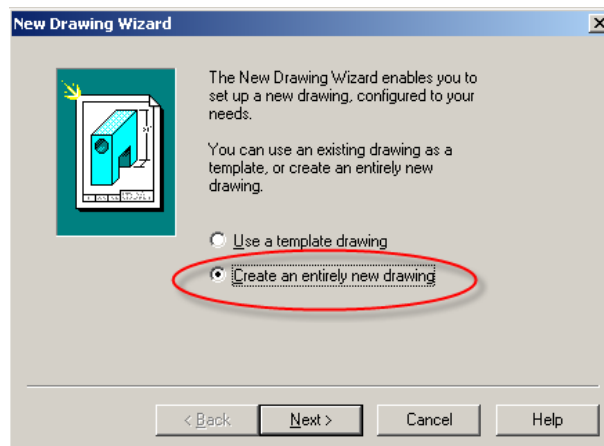 New Drawing Wizard
The New Drawing Wizard enables you to
set up a new drawing, configured to your
needs.
You can use an existing drawing as a
template, or create an entirely new
drawing.
Use a template drawing
Create an entirely new drawing
< Back
Next >
Cancel
Help